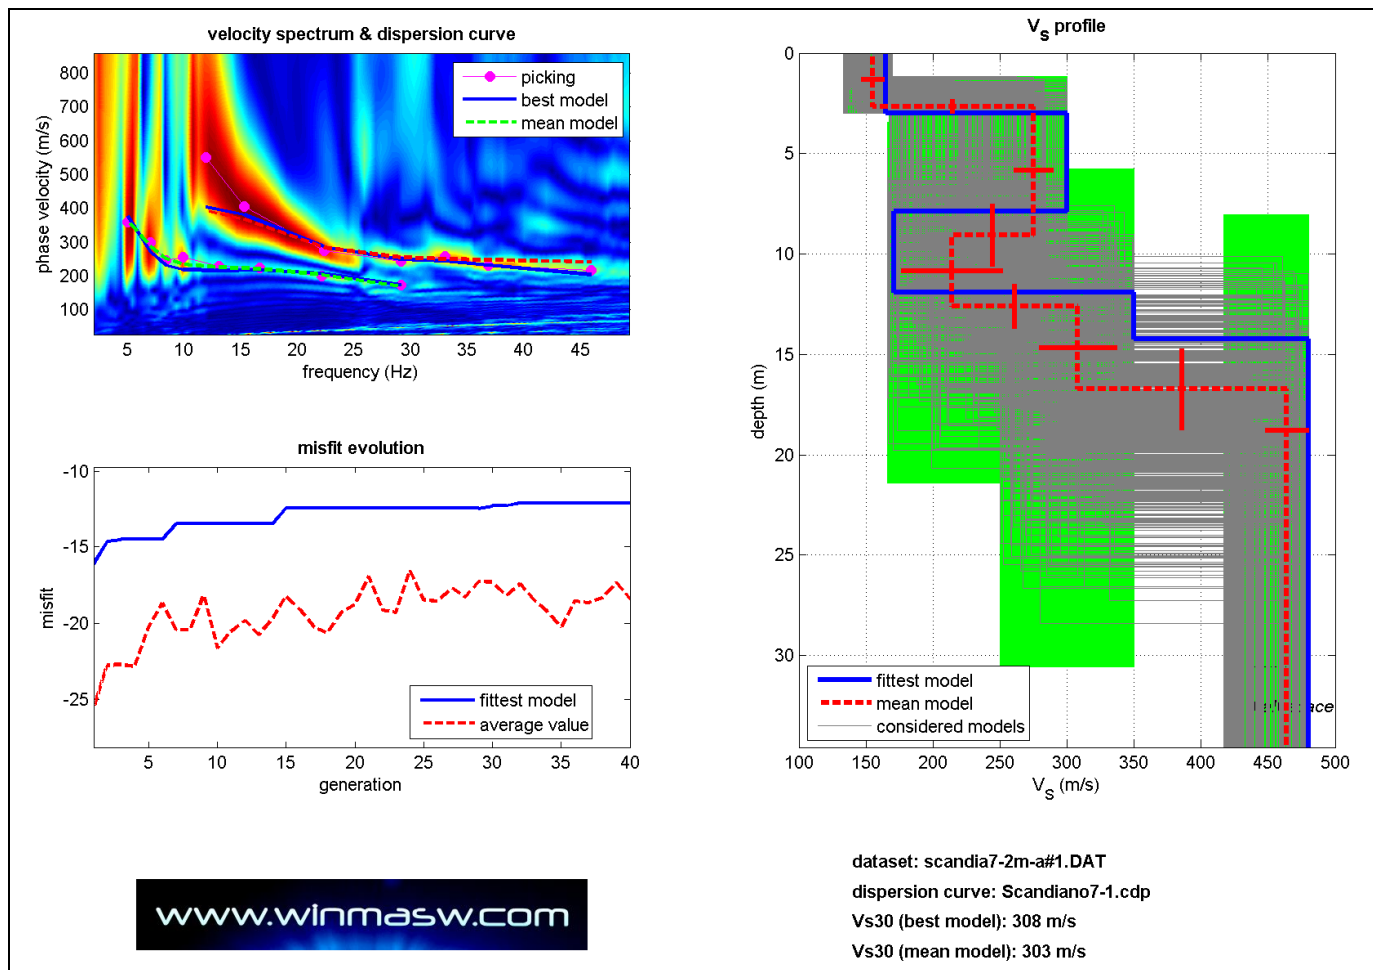 velocity spectrum & dispersion curve
picking
best model
mean model
phase velocity (m/s)
800
700
600
500
400
300
200
100
5
10
15
20
25
30
35
40
45
frequency (Hz)
misfit evolution
-10
-15
-20
-25
misfit
fittest model
average value
5
10
15
20
25
30
35
40
generation
VS profile
0
5
10
15
20
25
30
depth (m)
fittest model
mean model
considered models
100
150
200
250
300
350
400
450
500
VS (m/s)
www.winmasw.com
dataset: scandia7-2m-a#1.DAT
dispersion curve: Scandiano7-1.cdp
Vs30 (best model): 308 m/s
Vs30 (mean model): 303 m/s